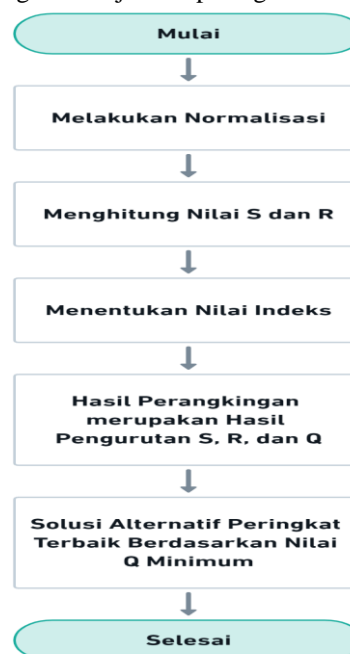 Mulai
Melakukan Normalisasi
Menghitung Nilai S dan R
Menentukan Nilai Indeks
Hasil Perangkingan
merupakan Hasil
Pengurutan S, R, dan Q
Solusi Alternatif Peringkat
Terbaik Berdasarkan Nilai
Q Minimum
Selesai